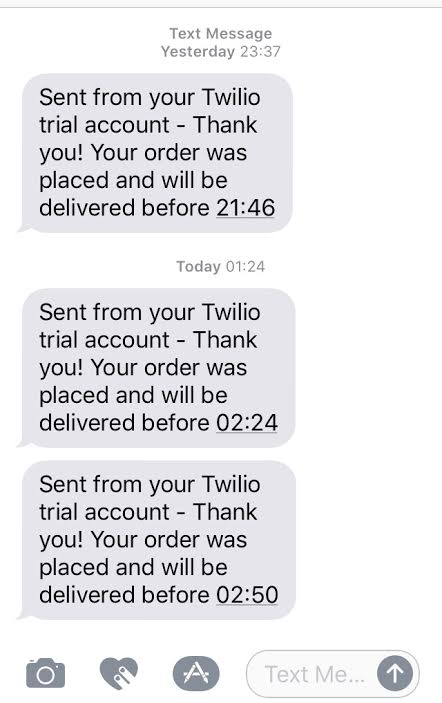 Text Message
Yesterday 23:37
Sent from your Twilio
trial account - Thank
you! Your order was
placed and will be
delivered before 21:46
Today 01:24
Sent from your Twilio
trial account - Thank
you! Your order was
placed and will be
delivered before 02:24
Sent from your Twilio
trial account - Thank
you! Your order was
placed and will be
delivered before 02:50
Text Me...